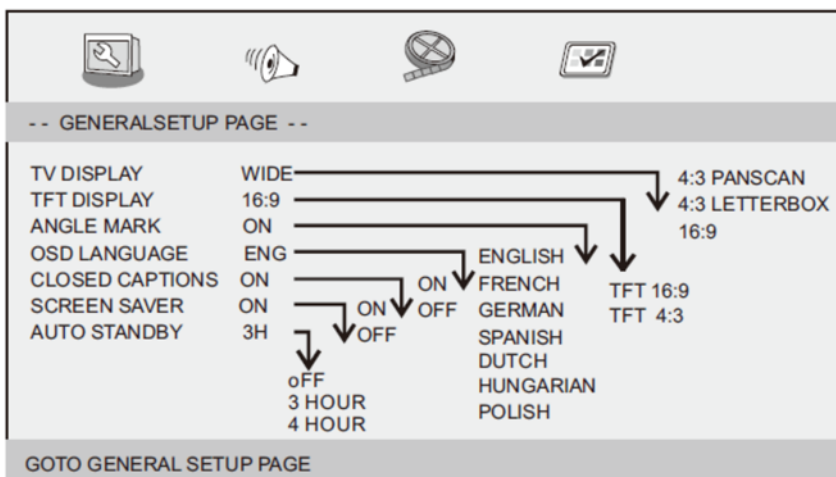 -- GENERALSETUP PAGE --
TV DISPLAY WIDE
TFT DISPLAY 16:9
ANGLE MARK ON
OSD LANGUAGE ENG
CLOSED CAPTIONS ON
SCREEN SAVER ON
AUTO STANDBY 3H
oFF
3 HOUR
4 HOUR
ON
OFF
ON
OFF
ENGLISH
FRENCH
GERMAN
SPANISH
DUTCH
HUNGARIAN
POLISH
TFT 16:9
TFT 4:3
4:3 PANSCAN
4:3 LETTERBOX
16:9
GOTO GENERAL SETUP PAGE